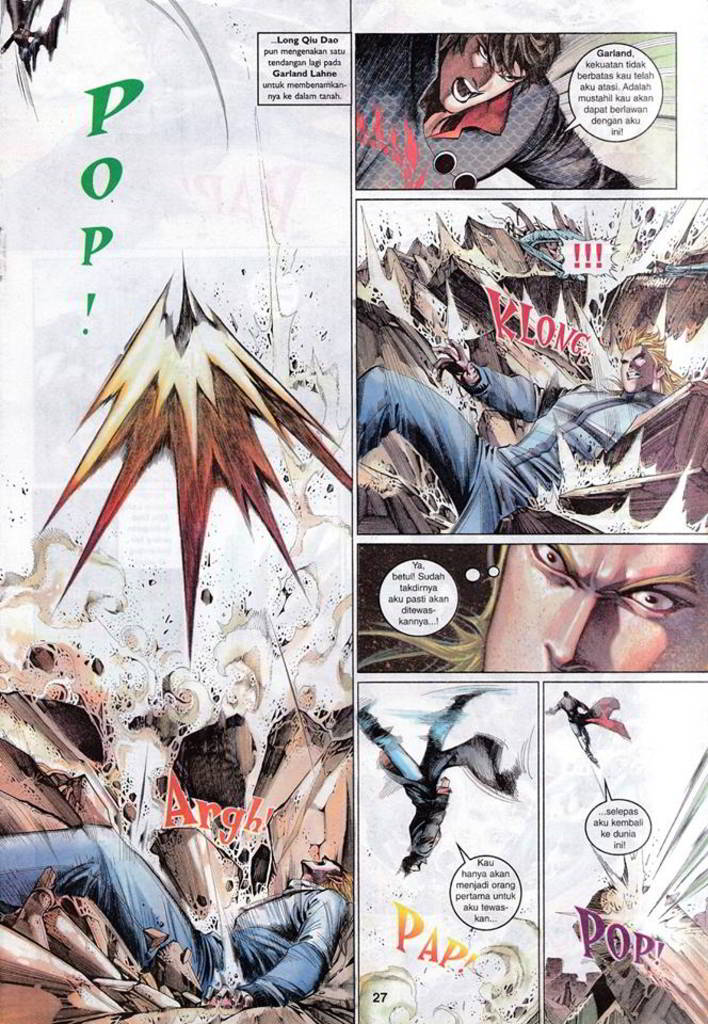 ...Long Qiu Dao
pun mengenakan satu
tendangan lagi pada
Garland Lahne
untuk membenamkan-
nya ke dalam tanah.
POP!
Argh!
Garland,
kekuatan tidak
berbatas kau telah
aku atasi. Adalah
mustahil kau akan
dapat berlawan
dengan aku
ini!
!!!
KLONG
Ya,
betul! Sudah
takdirnya
aku pasti akan
ditewas-
kannya...!
Kau
hanya akan
menjadi orang
pertama untuk
aku tewas-
kan...
PAP!
...selepas
aku kembali
ke dunia
ini!
POP!
27